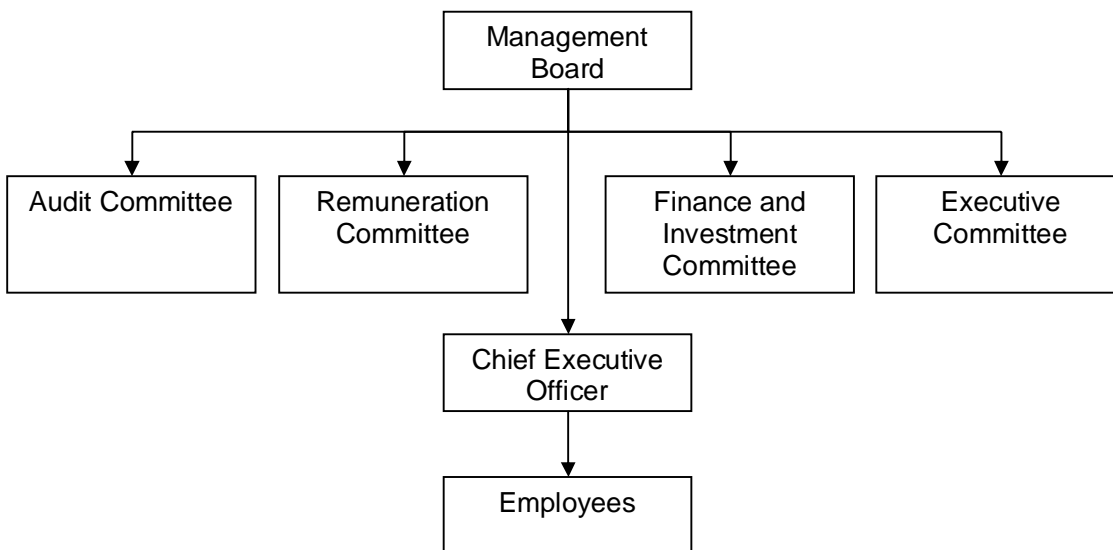 Management
Board
Audit Committee
Remuneration
Committee
Finance and
Investment
Committee
Executive
Committee
Chief Executive
Officer
Employees